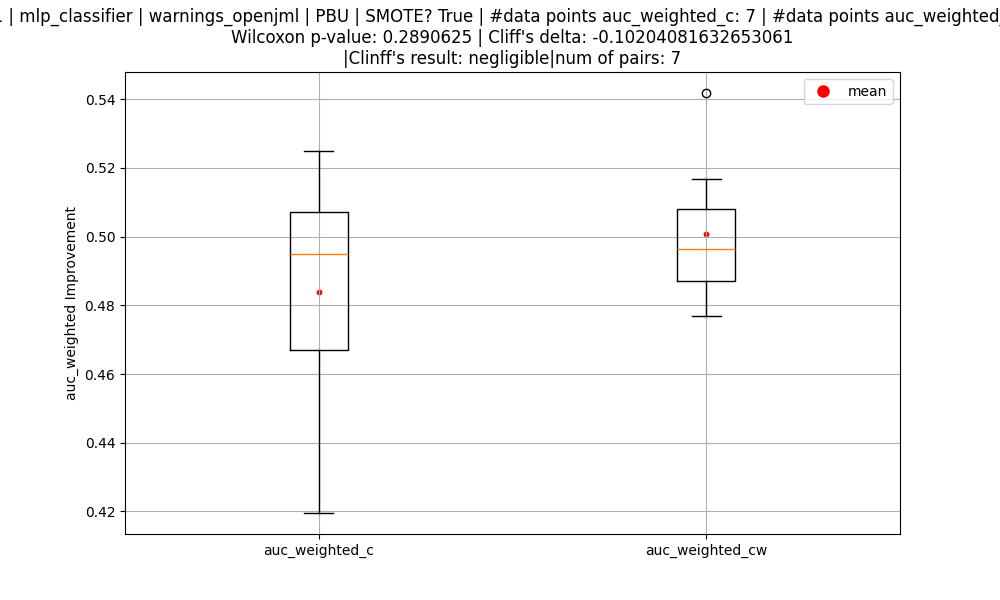 . | mlp_classifier | warnings_openjml | PBU | SMOTE? True | #data points auc_weighted_c: 7 | #data points auc_weighted_
Wilcoxon p-value: 0.2890625 | Cliff's delta: -0.10204081632653061
|Clinff's result: negligible|num of pairs: 7
mean
0.54
0.52
0.50
0.48
0.46
0.44
0.42
auc_weighted Improvement
auc_weighted_c
auc_weighted_cw